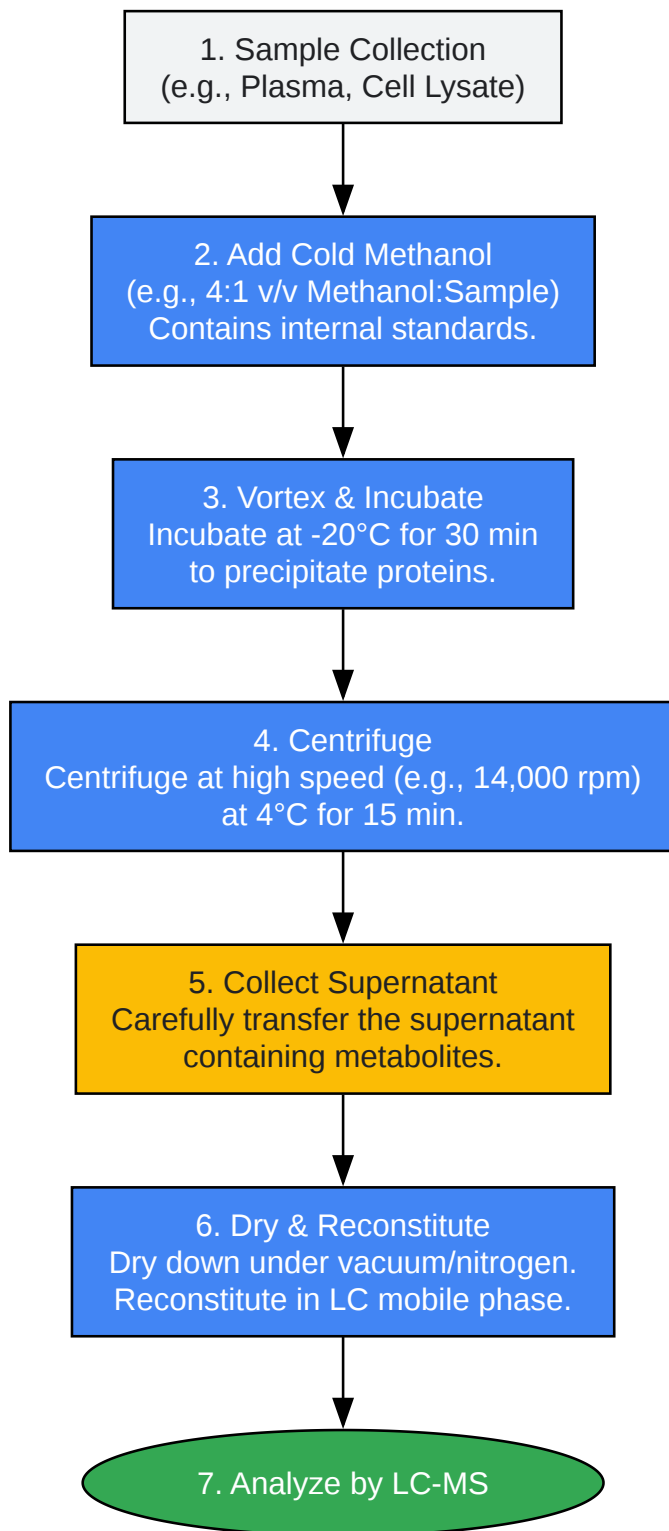 1. Sample Collection
(e.g., Plasma, Cell Lysate)
2. Add Cold Methanol
(e.g., 4:1 v/v Methanol:Sample)
Contains internal standards.
3. Vortex & Incubate
Incubate at -20°C for 30 min
to precipitate proteins.
4. Centrifuge
Centrifuge at high speed (e.g., 14,000 rpm)
at 4°C for 15 min.
5. Collect Supernatant
Carefully transfer the supernatant
containing metabolites.
6. Dry & Reconstitute
Dry down under vacuum/nitrogen.
Reconstitute in LC mobile phase.
7. Analyze by LC-MS